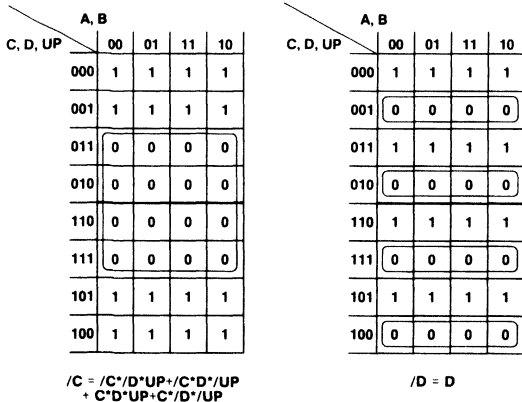 A, B
C, D, UP 00 01 11 10
000 1 1 1 1
001 1 1 1 1
011 0 0 0 0
010 0 0 0 0
110 0 0 0 0
111 0 0 0 0
101 1 1 1 1
100 1 1 1 1
/C = /C*/D*UP+/C*D*/UP
+ C*D*UP+C*/D*/UP
A, B
C, D, UP 00 01 11 10
000 1 1 1 1
001 0 0 0 0
011 1 1 1 1
010 0 0 0 0
110 1 1 1 1
111 0 0 0 0
101 1 1 1 1
100 0 0 0 0
/D = D